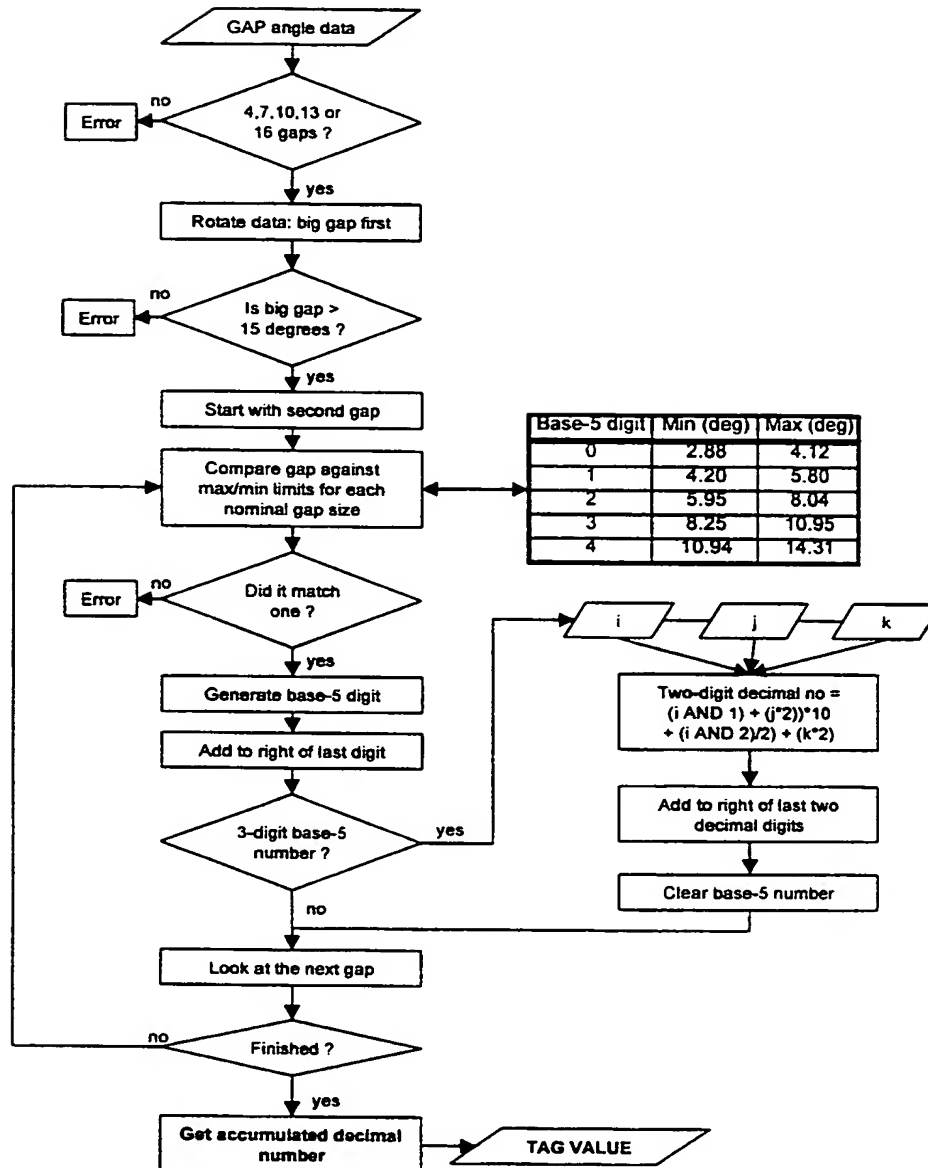 GAP angle data
4,7,10,13 or
16 gaps ?
no
Error
yes
Rotate data: big gap first
Is big gap >
15 degrees ?
no
Error
yes
Start with second gap
Compare gap against
max/min limits for each
nominal gap size
Base-5 digit Min (deg) Max (deg)
0 2.88 4.12
1 4.20 5.80
2 5.95 8.04
3 8.25 10.95
4 10.94 14.31
Did it match
one ?
no
Error
yes
Generate base-5 digit
Add to right of last digit
3-digit base-5
number ?
yes
i j k
Two-digit decimal no =
(i AND 1) + (j*2))*10
+ (i AND 2)/2) + (k*2)
Add to right of last two
decimal digits
Clear base-5 number
no
Look at the next gap
Finished ?
no
yes
Get accumulated decimal
number
TAG VALUE